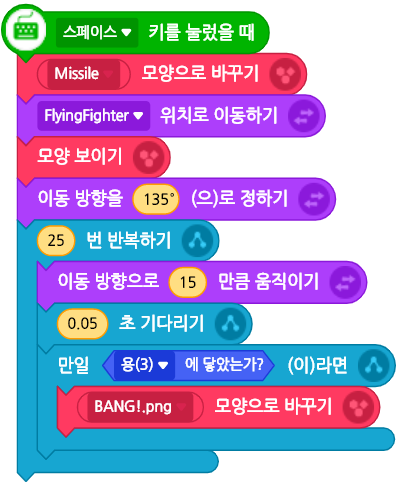 스페이스 키를 눌렀을 때
Missile 모양으로 바꾸기
FlyingFighter 위치로 이동하기
모양 보이기
이동 방향을 135° (으)로 정하기
25 번 반복하기
이동 방향으로 15 만큼 움직이기
0.05 초 기다리기
만일 용(3) 에 닿았는가? (이)라면
BANG!.png 모양으로 바꾸기